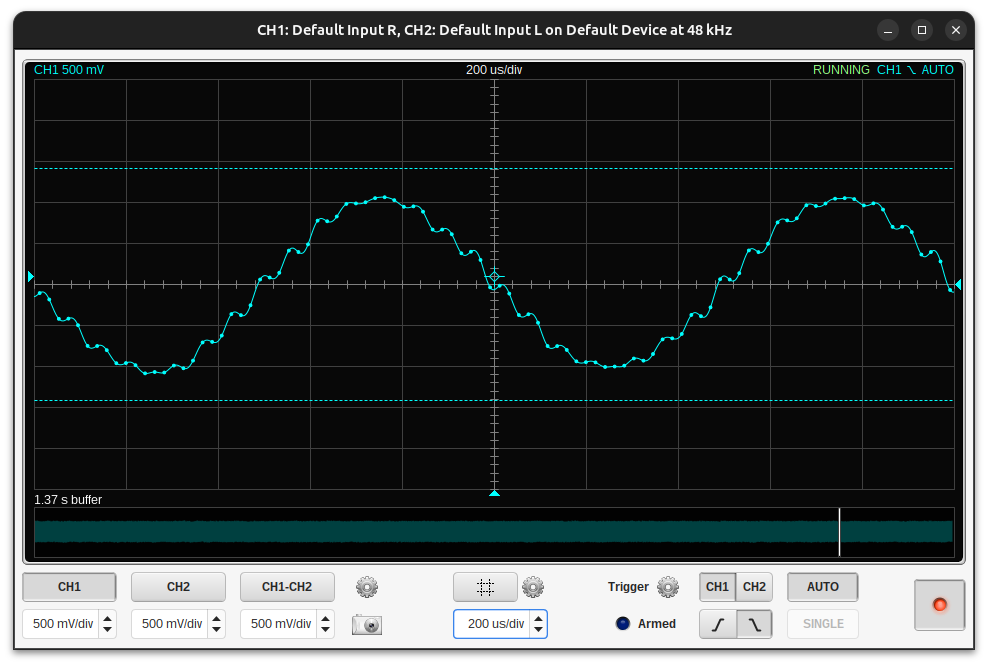 CH1: Default Input R, CH2: Default Input L on Default Device at 48 kHz
CH1 500 mV 200 us/div RUNNING CH1 AUTO
1.37 s buffer
CH1 CH2 CH1-CH2 Trigger CH1 CH2 AUTO
500 mV/div 500 mV/div 500 mV/div 200 us/div Armed SINGLE